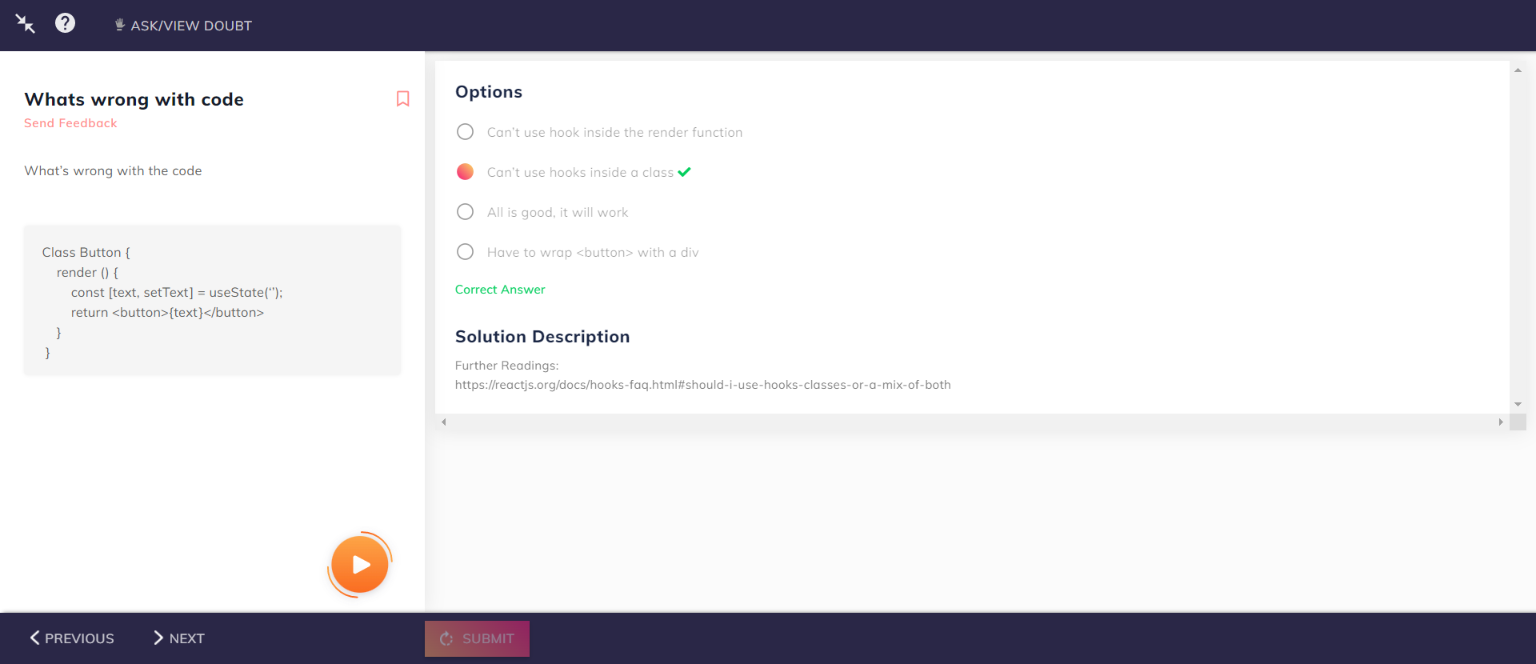 ? ASK/VIEW DOUBT
Whats wrong with code
Send Feedback
What's wrong with the code
Class Button {
render () {
const [text, setText] = useState(‘’);
return <button>{text}</button>
}
}
Options
Can't use hook inside the render function
Can't use hooks inside a class
All is good, it will work
Have to wrap <button> with a div
Correct Answer
Solution Description
Further Readings:
https://reactjs.org/docs/hooks-faq.html#should-i-use-hooks-classes-or-a-mix-of-both
PREVIOUS NEXT SUBMIT